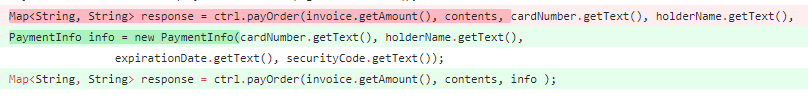 Map<String, String> response = ctrl.payOrder(invoice.getAmount(), contents, cardNumber.getText(), holderName.getText(),
PaymentInfo info = new PaymentInfo(cardNumber.getText(), holderName.getText(),
expirationDate.getText(), securityCode.getText());
Map<String, String> response = ctrl.payOrder(invoice.getAmount(), contents, info );